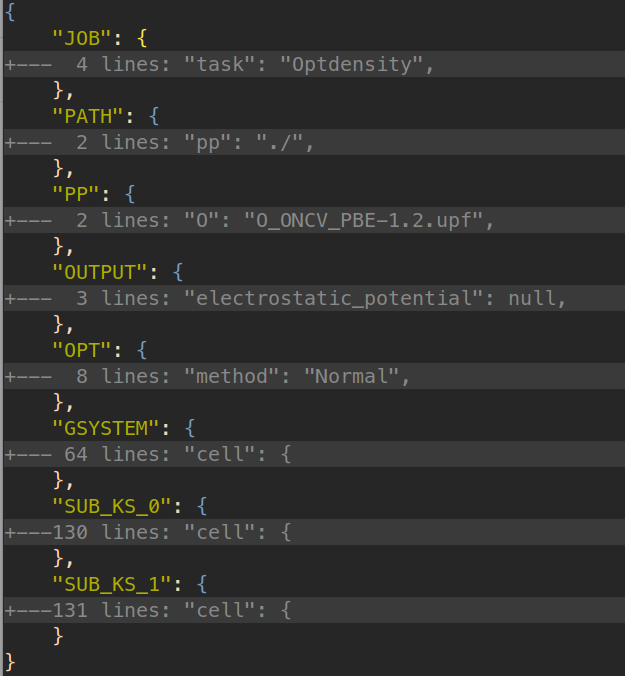 {
    "JOB": {
+---  4 lines: "task": "Optdensity",
    },
    "PATH": {
+---  2 lines: "pp": "./",
    },
    "PP": {
+---  2 lines: "O": "O_ONCV_PBE-1.2.upf",
    },
    "OUTPUT": {
+---  3 lines: "electrostatic_potential": null,
    },
    "OPT": {
+---  8 lines: "method": "Normal",
    },
    "GSYSTEM": {
+--- 64 lines: "cell": {
    },
    "SUB_KS_0": {
+---130 lines: "cell": {
    },
    "SUB_KS_1": {
+---131 lines: "cell": {
    }
}